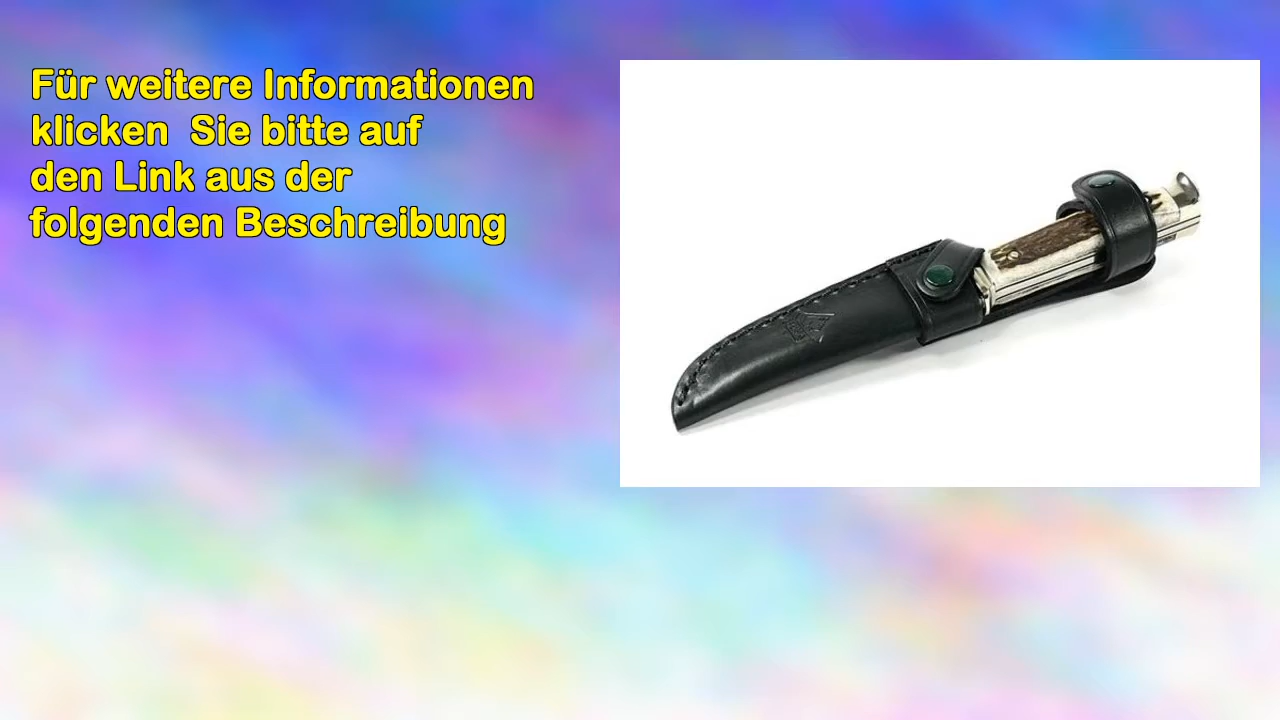 Für weitere Informationen
klicken  Sie bitte auf
den Link aus der
folgenden Beschreibung